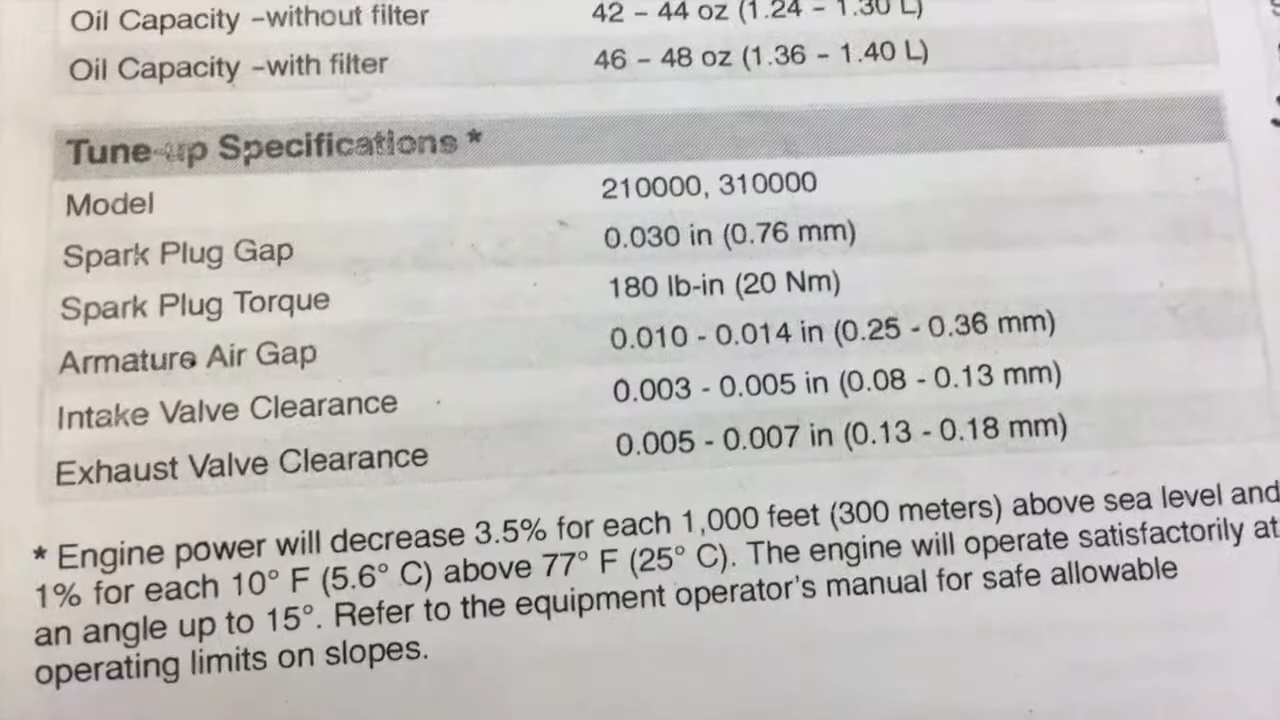 Oil Capacity -without filter 42 - 44 oz (1.24 - 1.30 L)
Oil Capacity -with filter 46 - 48 oz (1.36 - 1.40 L)
Tune-up Specifications *
Model 210000, 310000
Spark Plug Gap 0.030 in (0.76 mm)
Spark Plug Torque 180 lb-in (20 Nm)
Armature Air Gap 0.010 - 0.014 in (0.25 - 0.36 mm)
Intake Valve Clearance 0.003 - 0.005 in (0.08 - 0.13 mm)
Exhaust Valve Clearance 0.005 - 0.007 in (0.13 - 0.18 mm)
* Engine power will decrease 3.5% for each 1,000 feet (300 meters) above sea level and
1% for each 10° F (5.6° C) above 77° F (25° C). The engine will operate satisfactorily at
an angle up to 15°. Refer to the equipment operator's manual for safe allowable
operating limits on slopes.